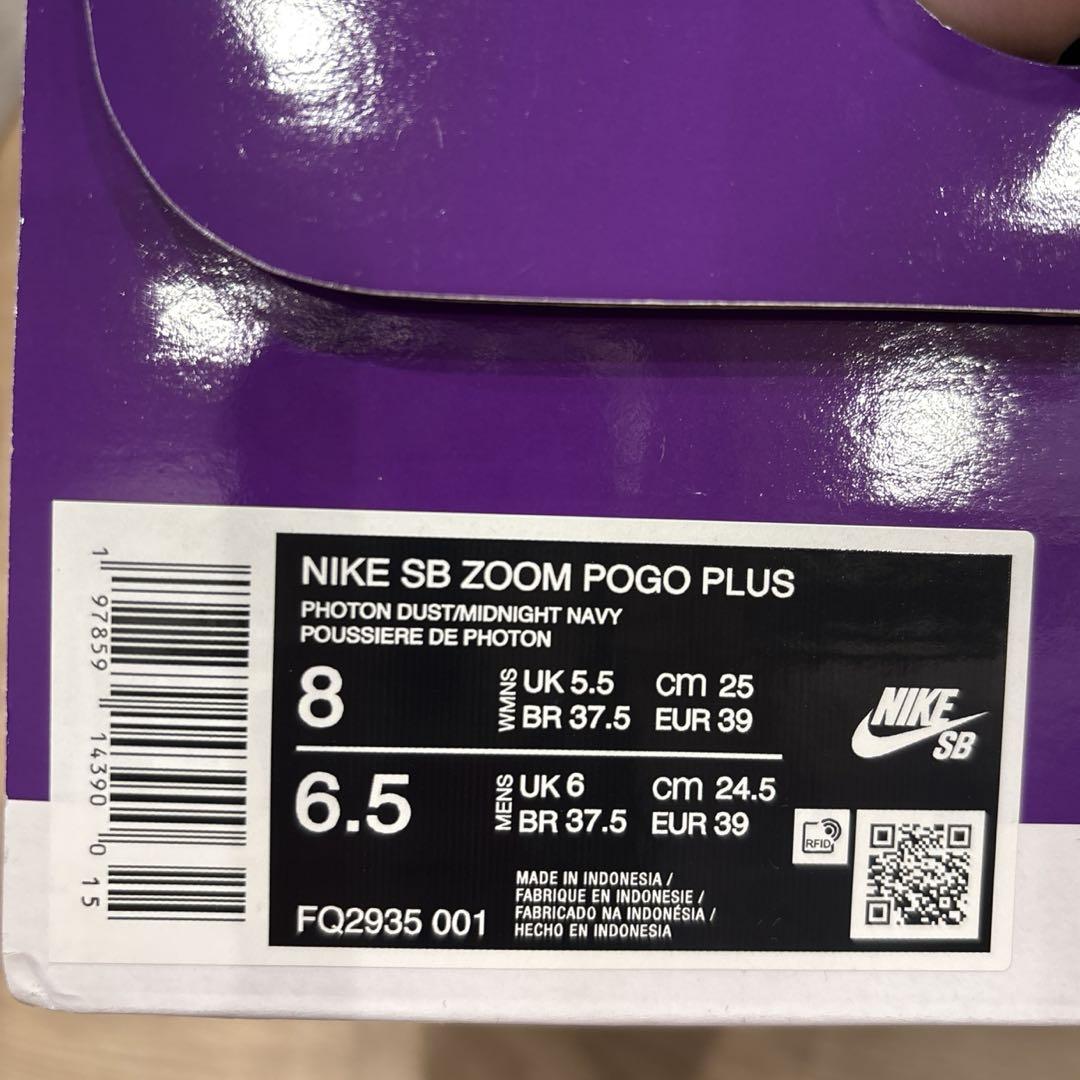 NIKE SB ZOOM POGO PLUS
PHOTON DUST/MIDNIGHT NAVY
POUSSIERE DE PHOTON
8 WMNS UK 5.5 cm 25
BR 37.5 EUR 39
6.5 MENS UK 6 cm 24.5
BR 37.5 EUR 39
NIKE
SB
RFID
MADE IN INDONESIA /
FABRIQUE EN INDONESIE /
FABRICADO NA INDONÉSIA /
HECHO EN INDONESIA
FQ2935 001
1 97859 14390 0 15